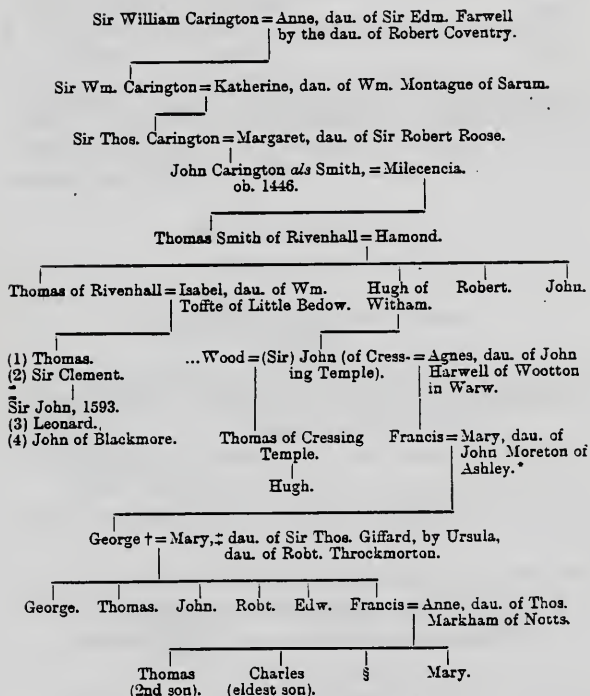 Sir William Carington = Anne, dau. of Sir Edm. Farwell
by the dau. of Robert Coventry.
Sir Wm. Carington = Katherine, dau. of Wm. Montague of Sarum.
Sir Thos. Carington = Margaret, dau. of Sir Robert Roose.
John Carington als Smith, = Milecencia.
ob. 1446.
Thomas Smith of Rivenhall = Hamond.
Thomas of Rivenhall = Isabel, dau. of Wm.
Toffte of Little Bedow.
Hugh of
Witham.
Robert.
John.
(1) Thomas.
(2) Sir Clement.
Sir John, 1593.
(3) Leonard.
(4) John of Blackmore.
...Wood = (Sir) John (of Cress-
ing Temple).
= Agnes, dau. of John
Harwell of Wootton
in Warw.
Thomas of Cressing
Temple.
Hugh.
Francis = Mary, dau. of
John Moreton of
Ashley.*
George † = Mary, ‡ dau. of Sir Thos. Giffard, by Ursula,
dau. of Robt. Throckmorton.
George. Thomas. John. Robt. Edw. Francis = Anne, dau. of Thos.
Markham of Notts.
Thomas
(2nd son).
Charles
(eldest son).
§
Mary.